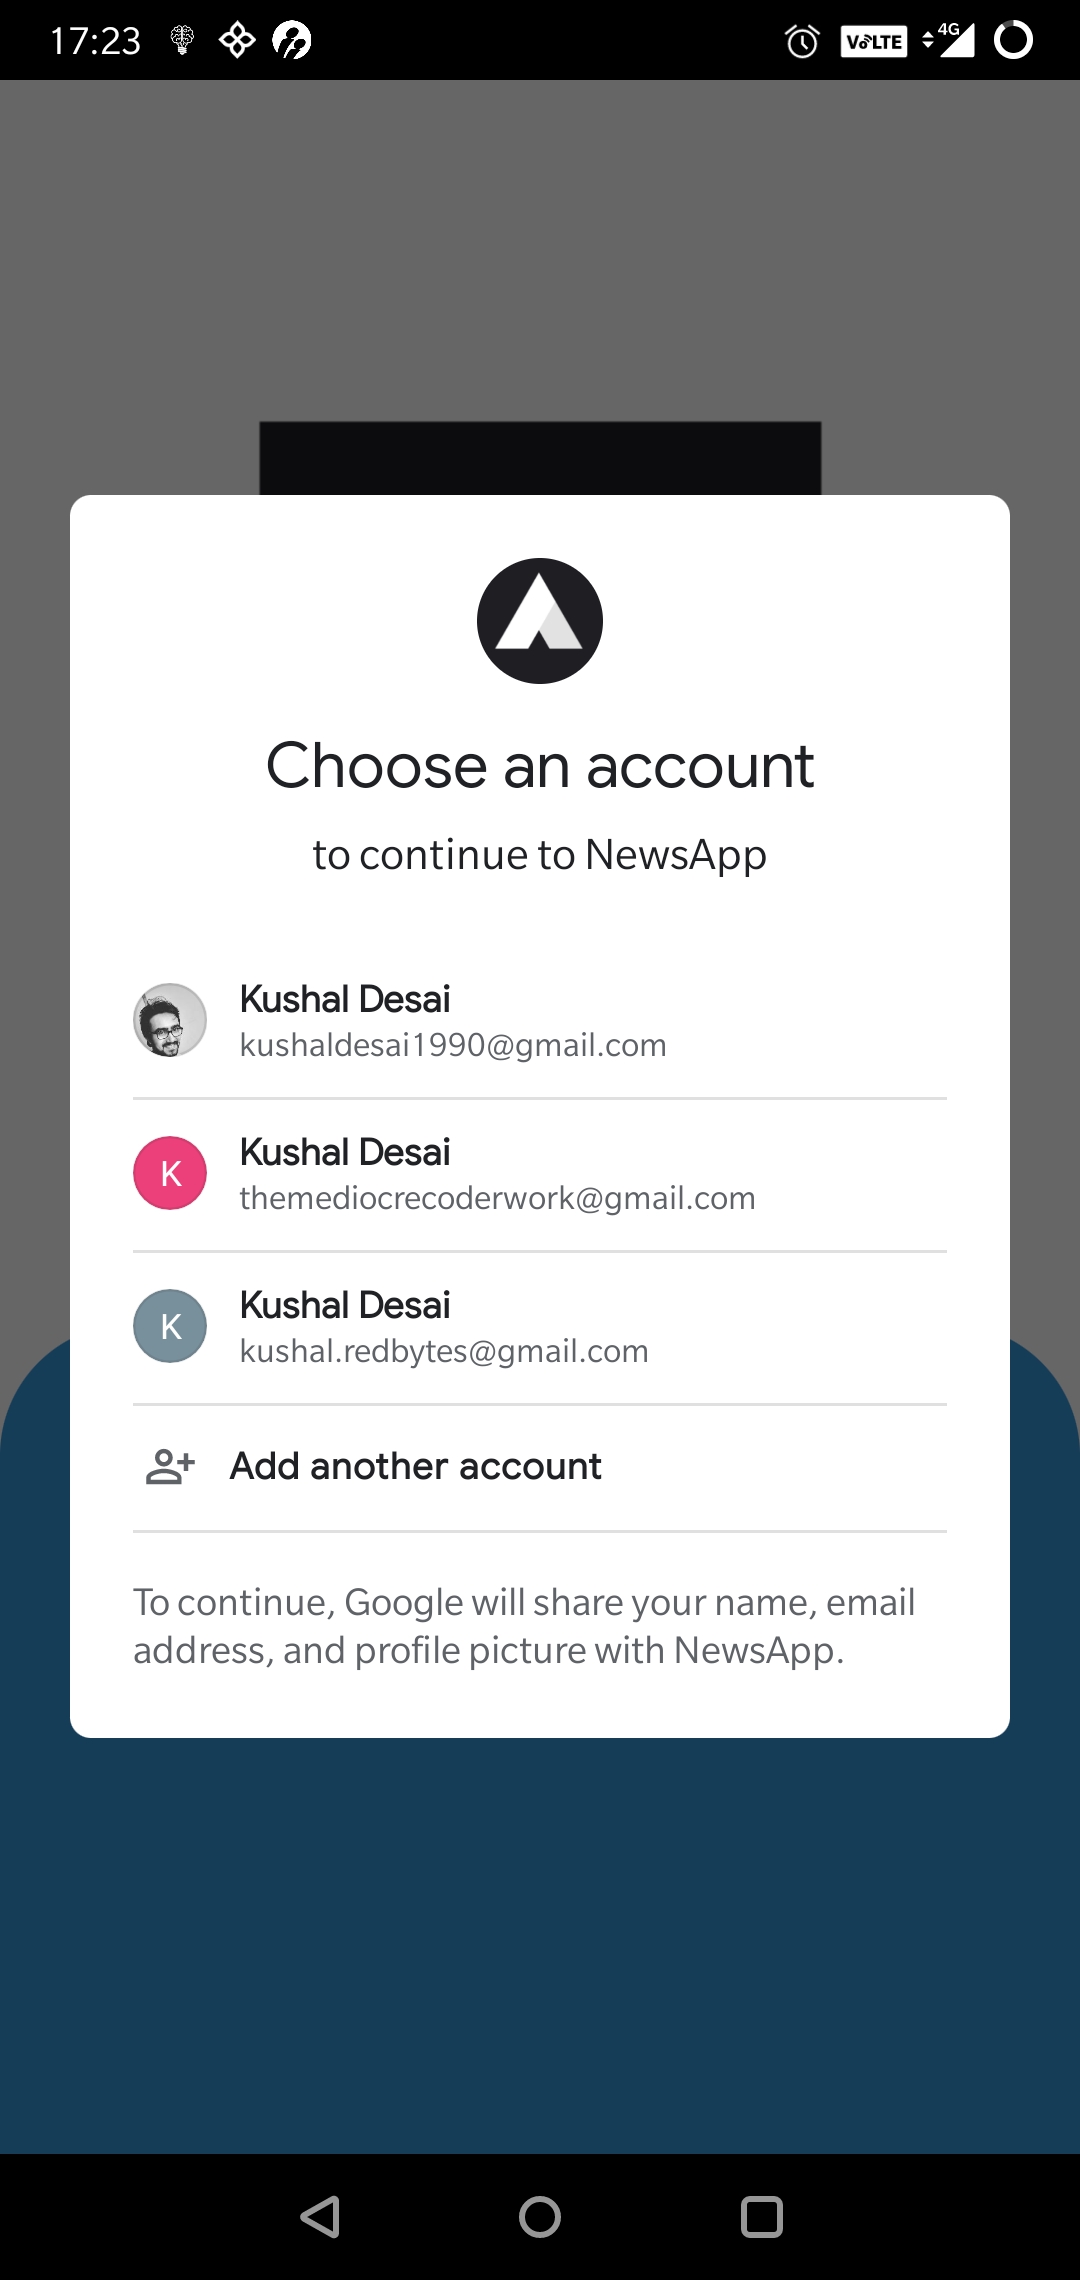 17:23
VoLTE
4G
Choose an account
to continue to NewsApp
Kushal Desai
kushaldesai1990@gmail.com
K
Kushal Desai
themediocrecoderwork@gmail.com
K
Kushal Desai
kushal.redbytes@gmail.com
Add another account
To continue, Google will share your name, email
address, and profile picture with NewsApp.